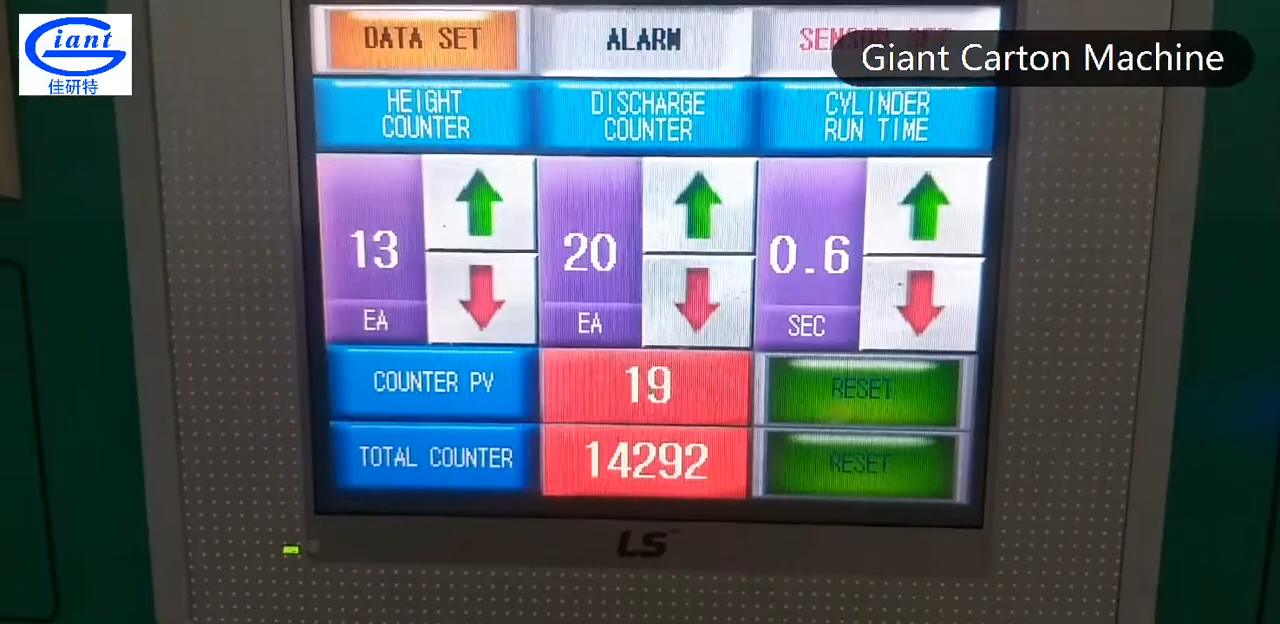 Giant
佳研特
Giant Carton Machine
DATA SET
ALARM
HEIGHT
COUNTER
DISCHARGE
COUNTER
CYLINDER
RUN TIME
13
EA
20
EA
0.6
SEC
COUNTER PV
19
RESET
TOTAL COUNTER
14292
RESET
LS